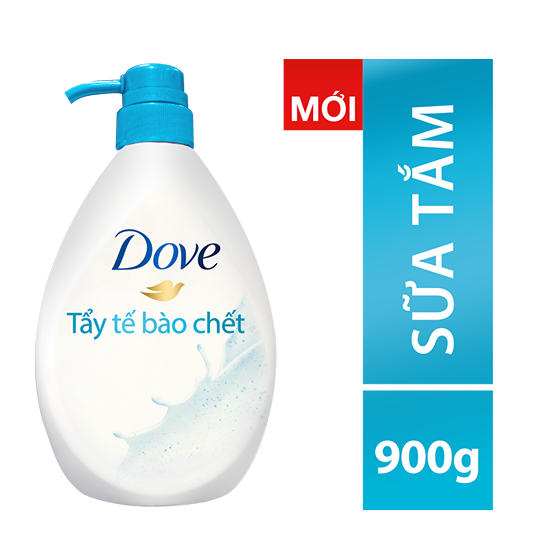 Dove
Tẩy tế bào chết
MỚI
SỮA TẮM
900g